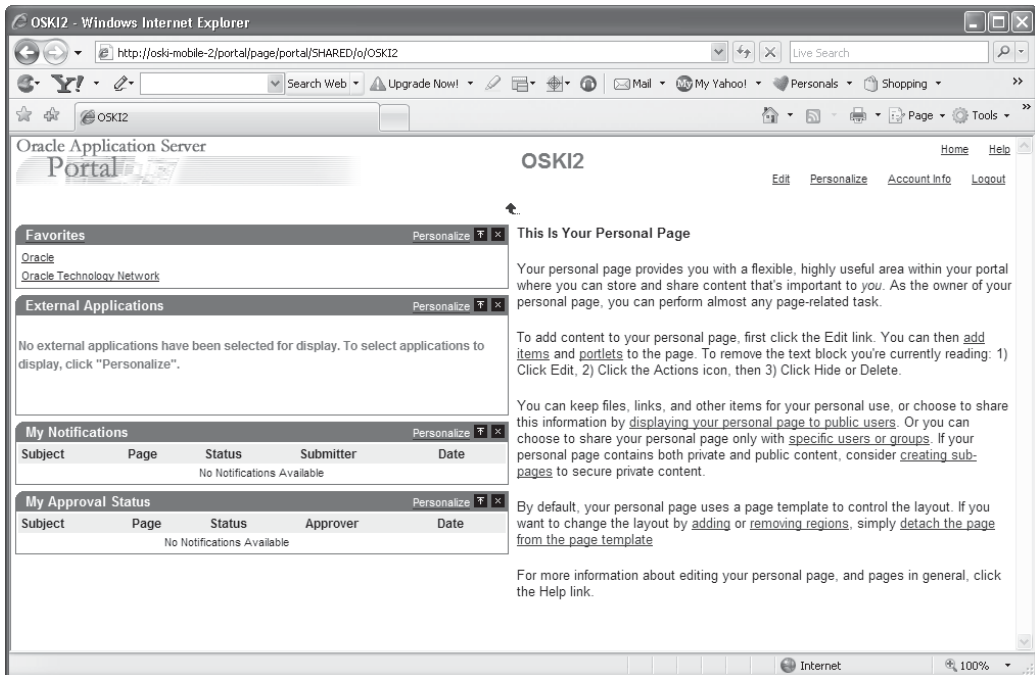 OSKI2 - Windows Internet Explorer
http://oski-mobile-2/portal/page/portal/SHARED/o/OSKI2
Live Search
Y!
Search Web
Upgrade Now!
Mail
My Yahoo!
Personals
Shopping
OSKI2
Page
Tools
Oracle Application Server
Portal
OSKI2
Home Help
Edit Personalize Account Info Logout
Favorites Personalize
Oracle
Oracle Technology Network
External Applications Personalize
No external applications have been selected for display. To select applications to
display, click "Personalize".
My Notifications Personalize
Subject Page Status Submitter Date
No Notifications Available
My Approval Status Personalize
Subject Page Status Approver Date
No Notifications Available
This Is Your Personal Page
Your personal page provides you with a flexible, highly useful area within your portal
where you can store and share content that's important to you. As the owner of your
personal page, you can perform almost any page-related task.
To add content to your personal page, first click the Edit link. You can then add
items and portlets to the page. To remove the text block you're currently reading: 1)
Click Edit, 2) Click the Actions icon, then 3) Click Hide or Delete.
You can keep files, links, and other items for your personal use, or choose to share
this information by displaying your personal page to public users. Or you can
choose to share your personal page only with specific users or groups. If your
personal page contains both private and public content, consider creating sub-
pages to secure private content.
By default, your personal page uses a page template to control the layout. If you
want to change the layout by adding or removing regions, simply detach the page
from the page template
For more information about editing your personal page, and pages in general, click
the Help link.
Internet
100%